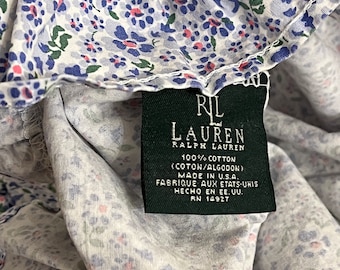 RLL
LAUREN
RALPH LAUREN
100% COTTON
(COTON/ALGODON)
MADE IN U.S.A.
FABRIQUE AUX ETATS-UNIS
HECHO EN EE.UU.
RN 14927